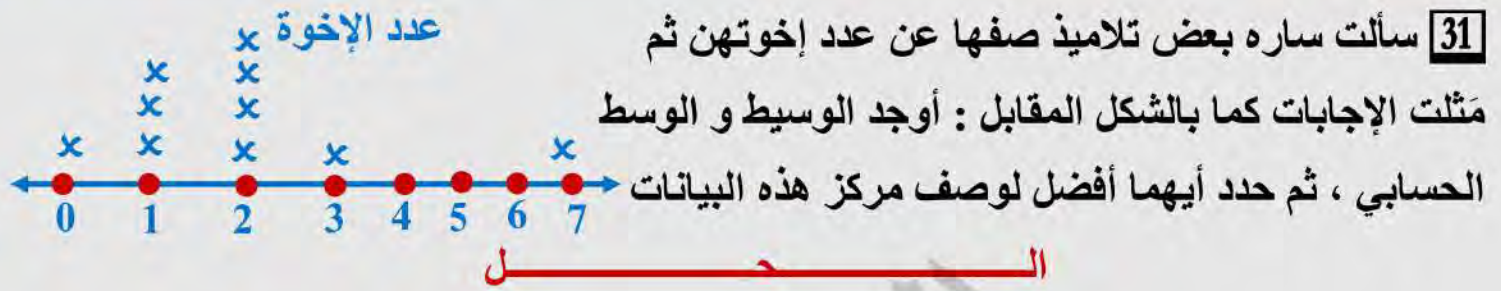 31 سألت ساره بعض تلاميذ صفها عن عدد إخوتهن ثم
مَثلت الإجابات كما بالشكل المقابل : أوجد الوسيط و الوسط
الحسابي ، ثم حدد أيهما أفضل لوصف مركز هذه البيانات
عدد الإخوة
0 1 2 3 4 5 6 7
الـــــــحـــــــل